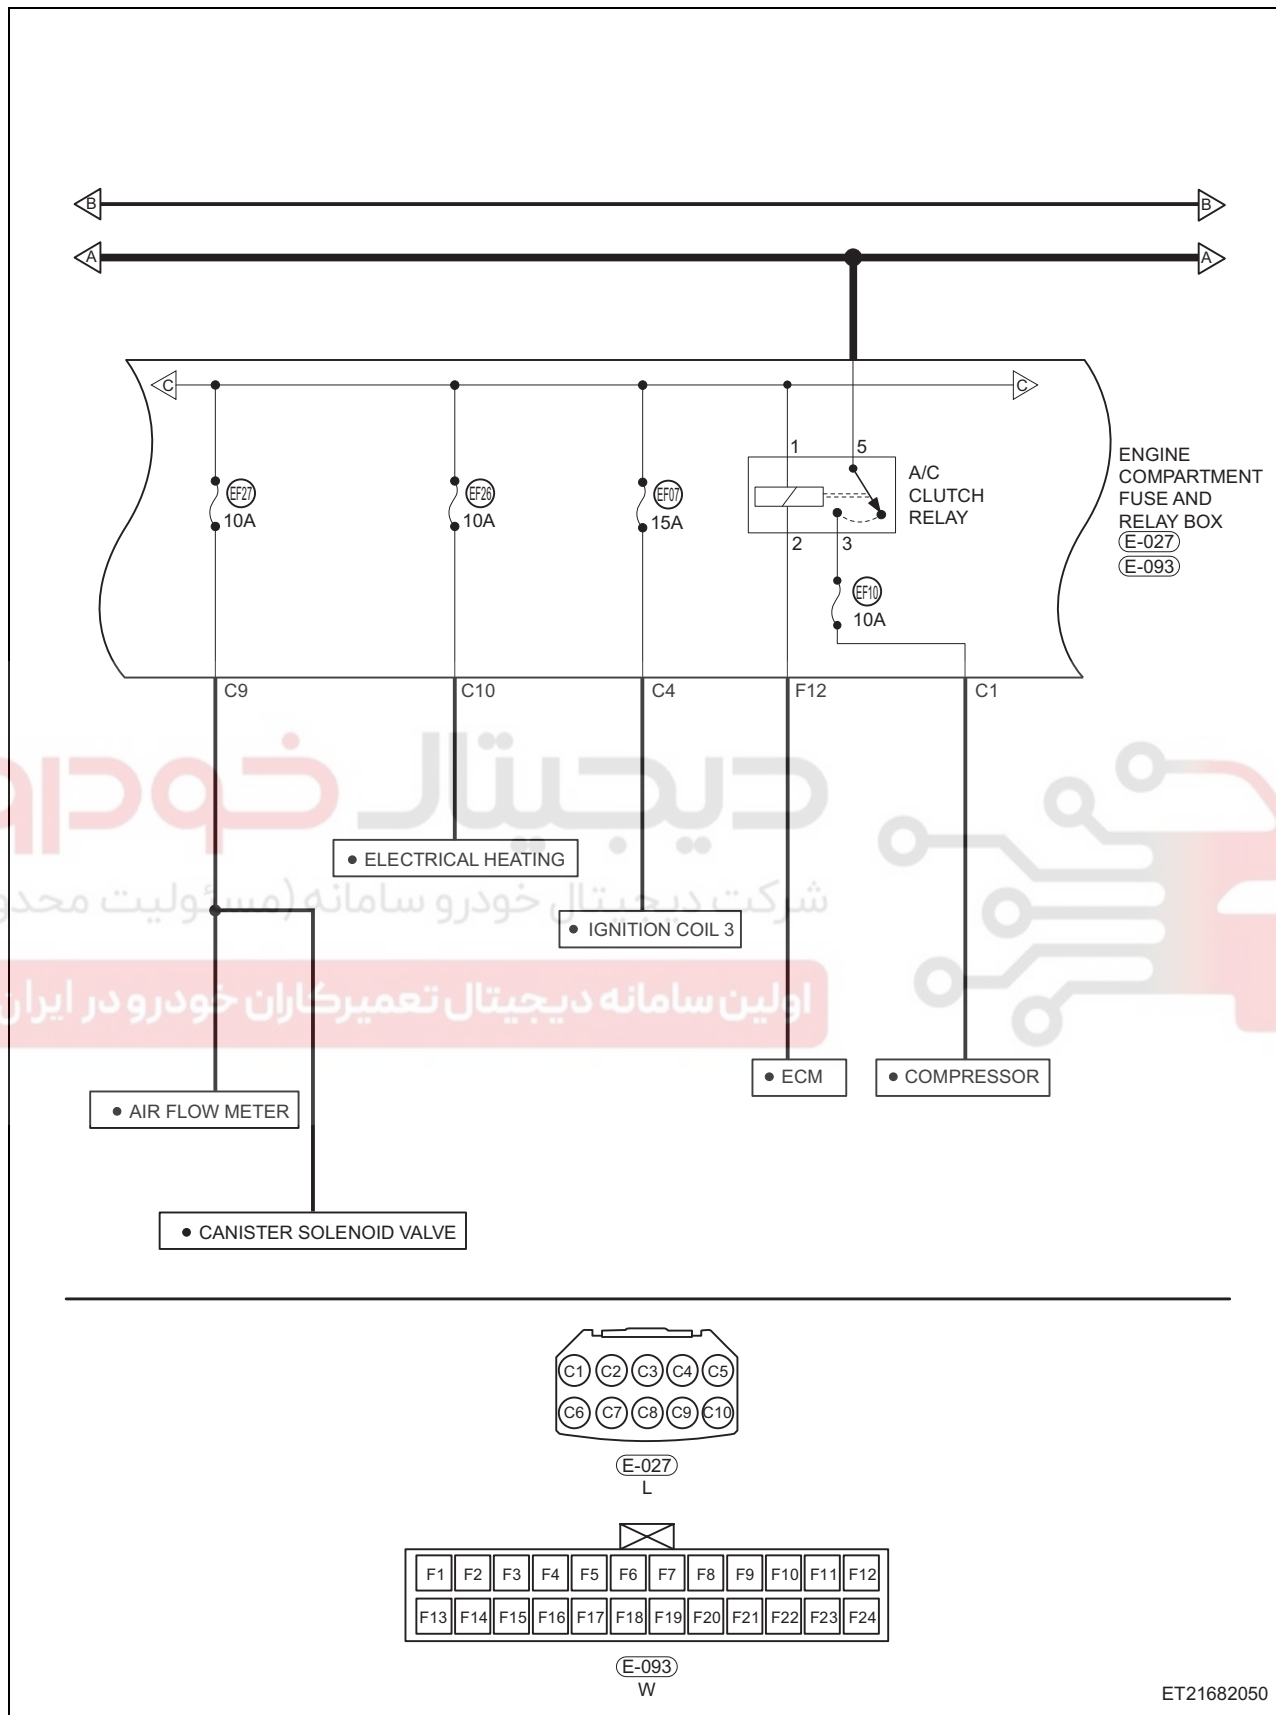 B B
A A
C C
1 5
EF27
10A
EF26
10A
EF07
15A
A/C
CLUTCH
RELAY
2 3
EF10
10A
ENGINE
COMPARTMENT
FUSE AND
RELAY BOX
E-027
E-093
C9 C10 C4 F12 C1
دیجیتال خودرو
شرکت دیجیتال خودرو سامانه (مسئولیت محدو
اولین سامانه دیجیتال تعمیرکاران خودرو در ایران
• ELECTRICAL HEATING
• IGNITION COIL 3
• ECM
• COMPRESSOR
• AIR FLOW METER
• CANISTER SOLENOID VALVE
C1 C2 C3 C4 C5
C6 C7 C8 C9 C10
E-027
L
F1 F2 F3 F4 F5 F6 F7 F8 F9 F10 F11 F12
F13 F14 F15 F16 F17 F18 F19 F20 F21 F22 F23 F24
E-093
W
ET21682050